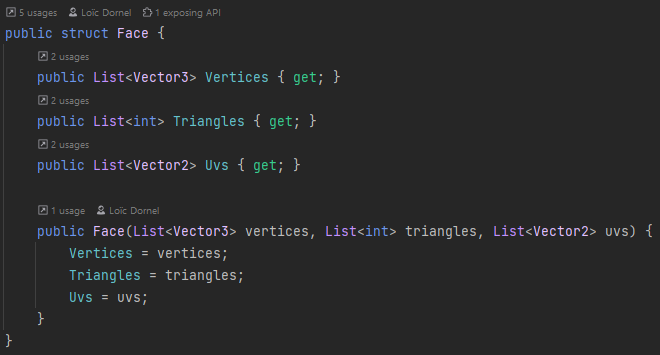 5 usages Loïc Dornel 1 exposing API
public struct Face {
2 usages
public List<Vector3> Vertices { get; }
2 usages
public List<int> Triangles { get; }
2 usages
public List<Vector2> Uvs { get; }
1 usage Loïc Dornel
public Face(List<Vector3> vertices, List<int> triangles, List<Vector2> uvs) {
Vertices = vertices;
Triangles = triangles;
Uvs = uvs;
}
}